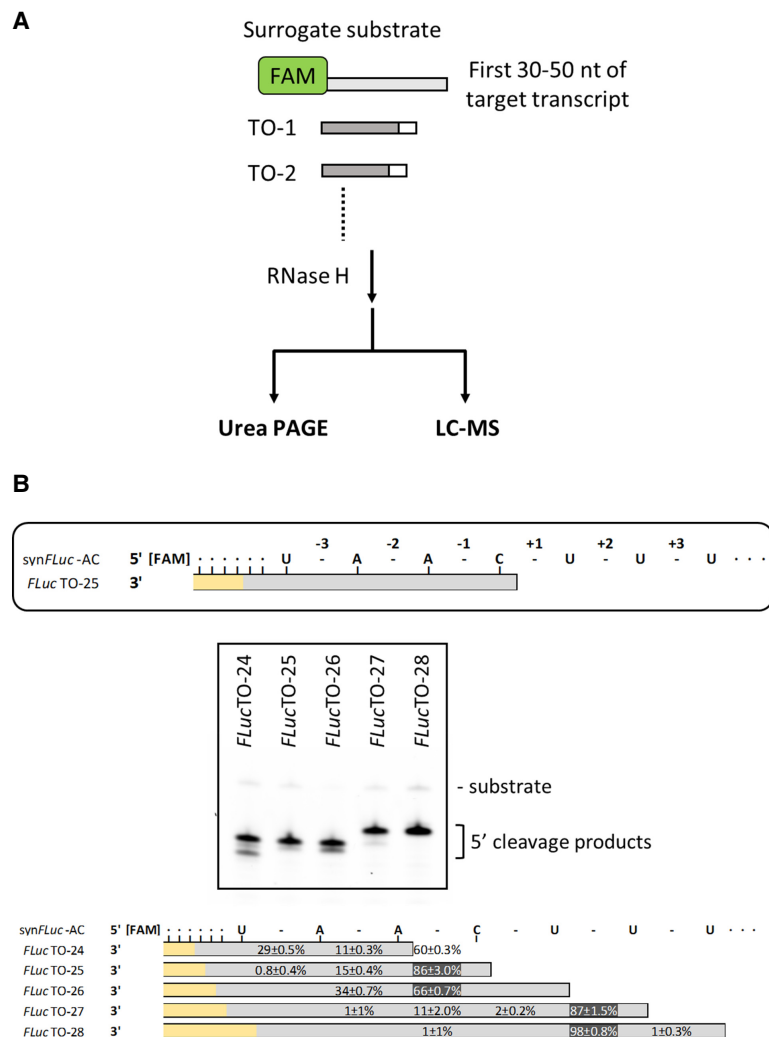 A
Surrogate substrate
FAM
First 30-50 nt of
target transcript
TO-1
TO-2
RNase H
Urea PAGE
LC-MS
B
-3 -2 -1 +1 +2 +3
synFLuc -AC 5' [FAM] · · · · · · U - A - A - C - U - U - U · · ·
FLuc TO-25 3'
FLucTO-24
FLucTO-25
FLucTO-26
FLucTO-27
FLucTO-28
- substrate
5’ cleavage products
synFLuc -AC 5' [FAM] · · · · · · U - A - A - C - U - U - U · · ·
FLuc TO-24 3' 29±0.5% 11±0.3% 60±0.3%
FLuc TO-25 3' 0.8±0.4% 15±0.4% 86±3.0%
FLuc TO-26 3' 34±0.7% 66±0.7%
FLuc TO-27 3' 1±1% 11±2.0% 2±0.2% 87±1.5%
FLuc TO-28 3' 1±1% 98±0.8% 1±0.3%